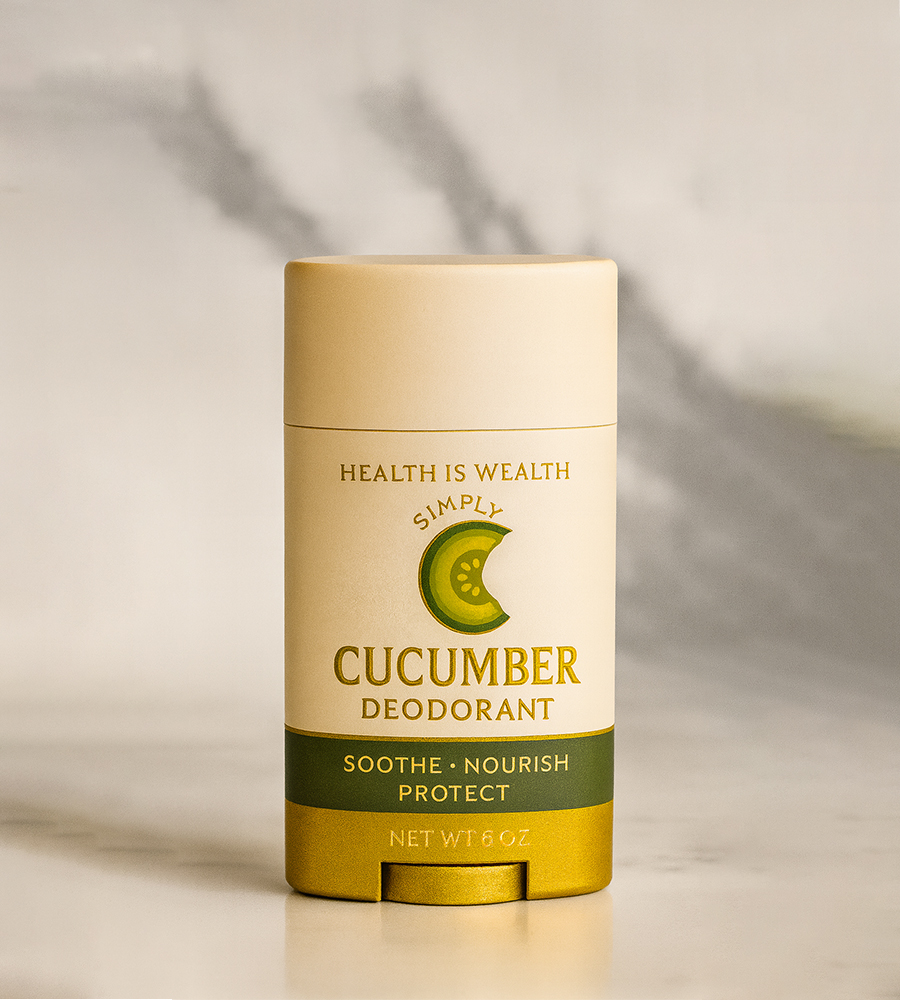 HEALTH IS WEALTH
SIMPLY
CUCUMBER
DEODORANT
SOOTHE • NOURISH
PROTECT
NET WT 6 OZ